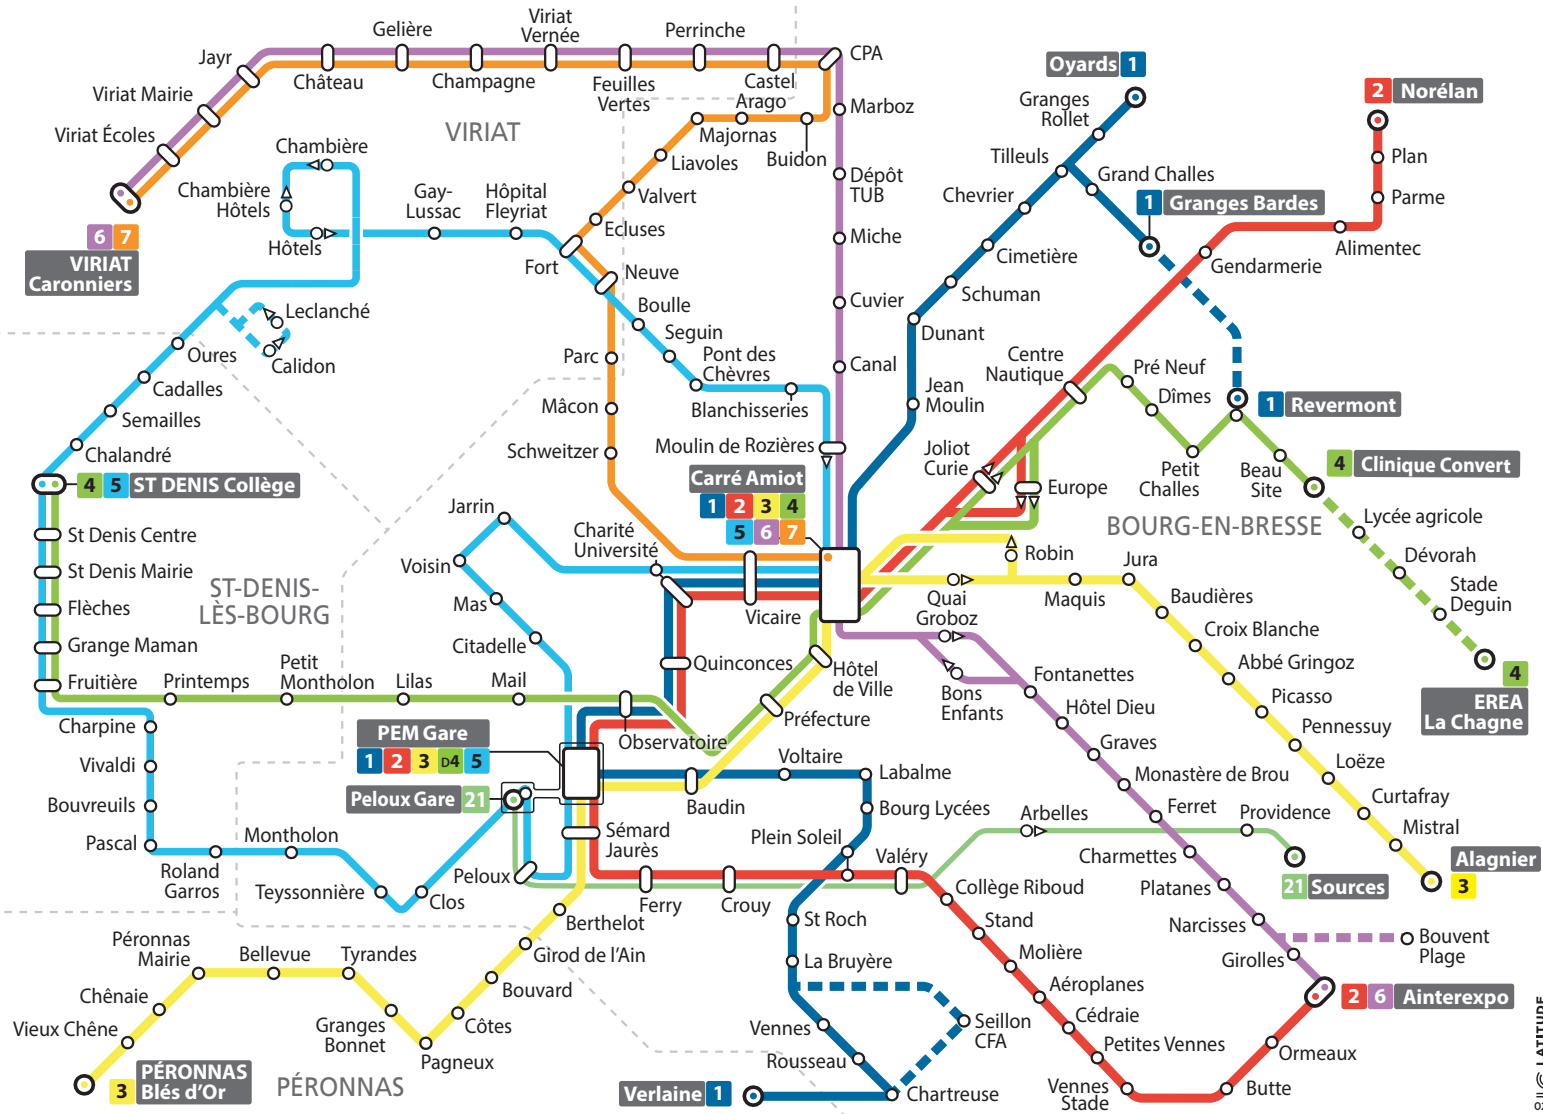 Jayr
Gelière
Viriat
Vernée
Perrinche
CPA
Viriat Mairie
Château
Champagne
Feuilles
Vertes
Castel
Marboz
Viriat Écoles
VIRIAT
Arago
Majornas
Buidon
Liavoles
Valvert
Ecluses
Dépôt
TUB
Miche
6 7
VIRIAT
Caronniers
Chambière
Chambière
Hôtels
Hôtels
Gay-
Lussac
Hôpital
Fleyriat
Fort
Neuve
Boulle
Seguin
Pont des
Chèvres
Blanchisseries
Cuvier
Canal
Leclanché
Calidon
Oures
Cadalles
Semailles
Chalandré
Parc
Mâcon
Schweitzer
Moulin de Rozières
Oyards 1
Granges
Rollet
Tilleuls
Chevrier
Grand Challes
1 Granges Bardes
Cimetière
Schuman
Dunant
Jean
Moulin
2 Norélan
Plan
Parme
Alimentec
Gendarmerie
Centre
Nautique
Pré Neuf
Dîmes
1 Revermont
Petit
Challes
Beau
Site
4 Clinique Convert
Joliot
Curie
Europe
BOURG-EN-BRESSE
Lycée agricole
Dévorah
Stade
Deguin
4
EREA
La Chagne
4 5 ST DENIS Collège
St Denis Centre
St Denis Mairie
Flèches
Grange Maman
Fruitière
ST-DENIS-
LÈS-BOURG
Carré Amiot
1 2 3 4
5 6 7
Jarrin
Voisin
Mas
Citadelle
Charité
Université
Vicaire
Quinconces
Hôtel
de Ville
Préfecture
Robin
Quai
Groboz
Maquis
Jura
Baudières
Croix Blanche
Abbé Gringoz
Picasso
Pennessuy
Loëze
Curtafray
Mistral
Alagnier
3
Printemps
Petit
Montholon
Lilas
Mail
Observatoire
Bons
Enfants
Fontanettes
Hôtel Dieu
Graves
Monastère de Brou
Ferret
Providence
21 Sources
Charpine
Vivaldi
Bouvreuils
Pascal
Roland
Garros
Montholon
Teyssonnière
Clos
PEM Gare
1 2 3 D4 5
Peloux Gare 21
Peloux
Baudin
Voltaire
Labalme
Bourg Lycées
Plein Soleil
Sémard
Jaurès
Ferry
Crouy
Valéry
Arbelles
Charmettes
Platanes
Narcisses
Girolles
Bouvent
Plage
2 6 Ainterexpo
Collège Riboud
Stand
Molière
Aéroplanes
Cédraie
Petites Vennes
Vennes
Stade
Butte
Ormeaux
St Roch
La Bruyère
Vennes
Rousseau
Seillon
CFA
Chartreuse
Verlaine 1
Berthelot
Girod de l'Ain
Bouvard
Côtes
Pagneux
Granges
Bonnet
Tyrandes
Bellevue
Péronnas
Mairie
Chênaie
Vieux Chêne
3 PÉRONNAS
Blés d'Or
PÉRONNAS
LATITUDE